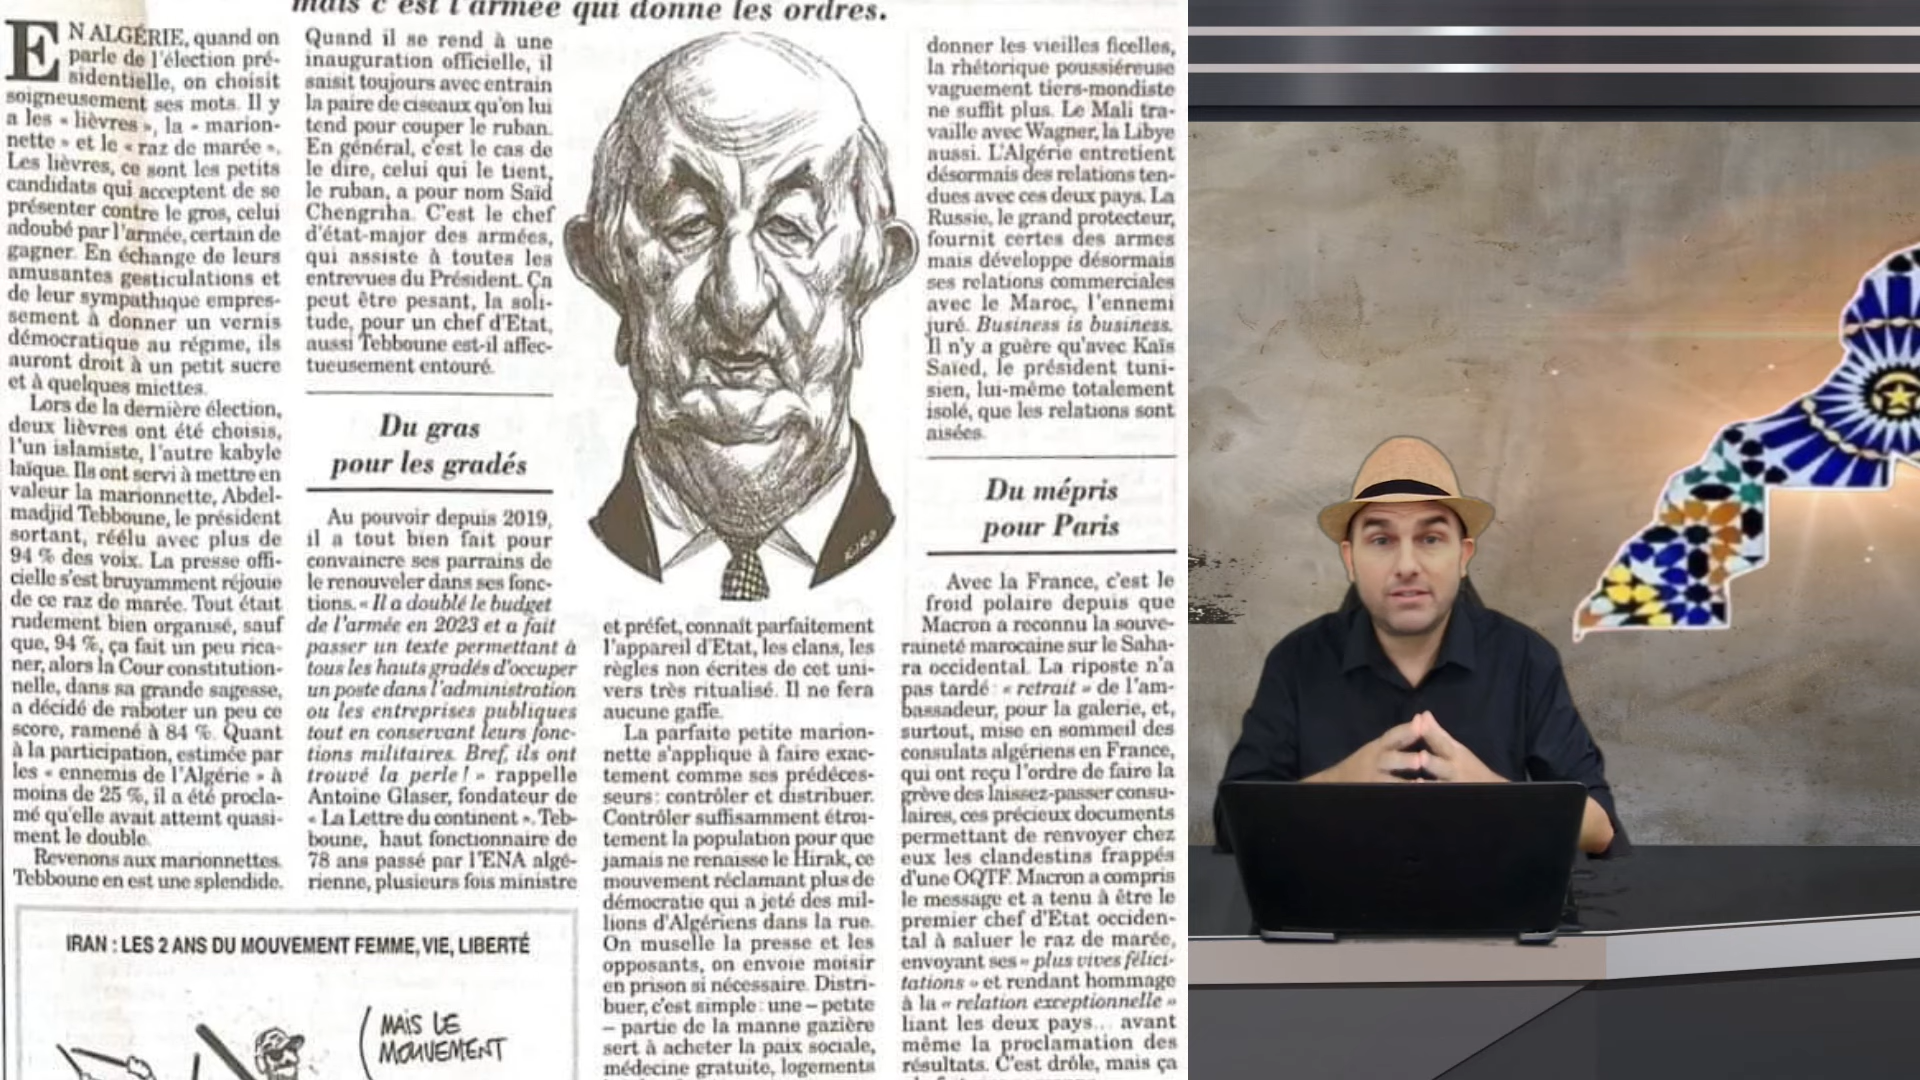 mais c'est l'armée qui donne les ordres.
EN ALGÉRIE, quand on
parle de l'élection pré-
sidentielle, on choisit
soigneusement ses mots. Il y
a les « lièvres », la « marion-
nette » et le « raz de marée ».
Les lièvres, ce sont les petits
candidats qui acceptent de se
présenter contre le gros, celui
adoubé par l'armée, certain de
gagner. En échange de leurs
amusantes gesticulations et
de leur sympathique empres-
sement à donner un vernis
démocratique au régime, ils
auront droit à un petit sucre
et à quelques miettes.
Lors de la dernière élection,
deux lièvres ont été choisis,
l'un islamiste, l'autre kabyle
laïque. Ils ont servi à mettre en
valeur la marionnette, Abdel-
madjid Tebboune, le président
sortant, réélu avec plus de
94 % des voix. La presse offi-
cielle s'est bruyamment réjouie
de ce raz de marée. Tout était
rudement bien organisé, sauf
que, 94 %, ça fait un peu rica-
ner, alors la Cour constitution-
nelle, dans sa grande sagesse,
a décidé de raboter un peu ce
score, ramené à 84 %. Quant
à la participation, estimée par
les « ennemis de l'Algérie » à
moins de 25 %, il a été procla-
mé qu'elle avait atteint quasi-
ment le double.
Revenons aux marionnettes.
Tebboune en est une splendide.
Quand il se rend à une
inauguration officielle, il
saisit toujours avec entrain
la paire de ciseaux qu'on lui
tend pour couper le ruban.
En général, c'est le cas de
le dire, celui qui le tient,
le ruban, a pour nom Saïd
Chengriha. C'est le chef
d'état-major des armées,
qui assiste à toutes les
entrevues du Président. Ça
peut être pesant, la soli-
tude, pour un chef d'Etat,
aussi Tebboune est-il affec-
tueusement entouré.
Du gras
pour les gradés
Au pouvoir depuis 2019,
il a tout bien fait pour
convaincre ses parrains de
le renouveler dans ses fonc-
tions. « Il a doublé le budget
de l'armée en 2023 et a fait
passer un texte permettant à
tous les hauts gradés d'occuper
un poste dans l'administration
ou les entreprises publiques
tout en conservant leurs fonc-
tions militaires. Bref, ils ont
trouvé la perle ! » rappelle
Antoine Glaser, fondateur de
« La Lettre du continent ». Teb-
boune, haut fonctionnaire de
78 ans passé par l'ENA algé-
rienne, plusieurs fois ministre
KIRO
et préfet, connaît parfaitement
l'appareil d'Etat, les clans, les
règles non écrites de cet uni-
vers très ritualisé. Il ne fera
aucune gaffe.
La parfaite petite marion-
nette s'applique à faire exac-
tement comme ses prédéces-
seurs : contrôler et distribuer.
Contrôler suffisamment étroi-
tement la population pour que
jamais ne renaisse le Hirak, ce
mouvement réclamant plus de
démocratie qui a jeté des mil-
lions d'Algériens dans la rue.
On muselle la presse et les
opposants, on envoie moisir
en prison si nécessaire. Distri-
buer, c'est simple : une – petite
– partie de la manne gazière
sert à acheter la paix sociale,
médecine gratuite, logements
donner les vieilles ficelles,
la rhétorique poussiéreuse
vaguement tiers-mondiste
ne suffit plus. Le Mali tra-
vaille avec Wagner, la Libye
aussi. L'Algérie entretient
désormais des relations ten-
dues avec ces deux pays. La
Russie, le grand protecteur,
fournit certes des armes
mais développe désormais
ses relations commerciales
avec le Maroc, l'ennemi
juré. Business is business.
Il n'y a guère qu'avec Kaïs
Saïed, le président tuni-
sien, lui-même totalement
isolé, que les relations sont
aisées.
Du mépris
pour Paris
Avec la France, c'est le
froid polaire depuis que
Macron a reconnu la souve-
raineté marocaine sur le Saha-
ra occidental. La riposte n'a
pas tardé : « retrait » de l'am-
bassadeur, pour la galerie, et,
surtout, mise en sommeil des
consulats algériens en France,
qui ont reçu l'ordre de faire la
grève des laissez-passer consu-
laires, ces précieux documents
permettant de renvoyer chez
eux les clandestins frappés
d'une OQTF. Macron a compris
le message et a tenu à être le
premier chef d'Etat occiden-
tal à saluer le raz de marée,
envoyant ses « plus vives félici-
tations » et rendant hommage
à la « relation exceptionnelle »
liant les deux pays... avant
même la proclamation des
résultats. C'est drôle, mais ça
IRAN : LES 2 ANS DU MOUVEMENT FEMME, VIE, LIBERTÉ
MAIS LE
MOUVEMENT